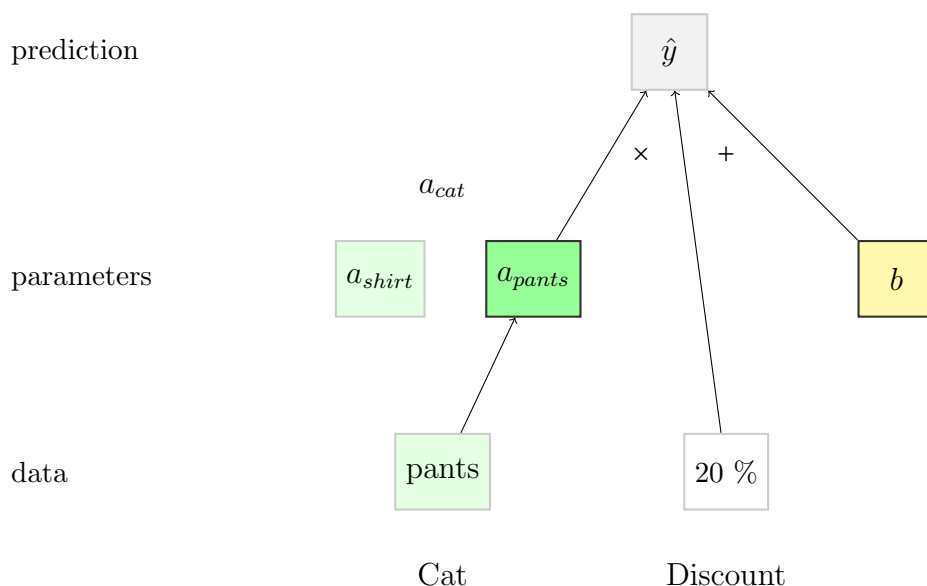 prediction
ŷ
× +
a_cat
parameters
a_shirt a_pants b
data
pants 20 %
Cat Discount